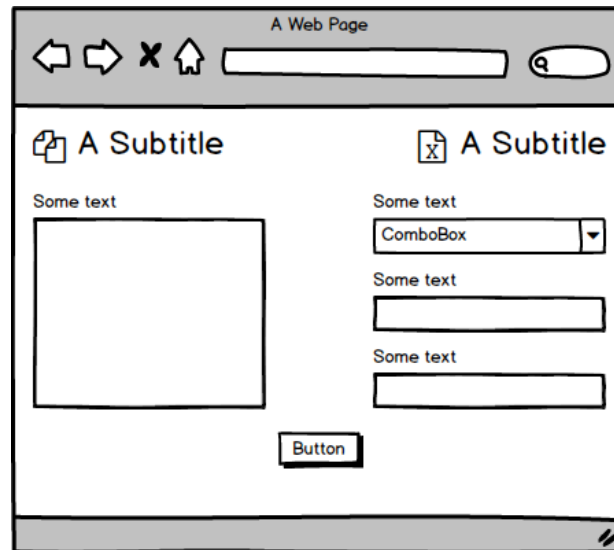 A Web Page
A Subtitle
Some text
X
A Subtitle
Some text
ComboBox
Some text
Some text
Button